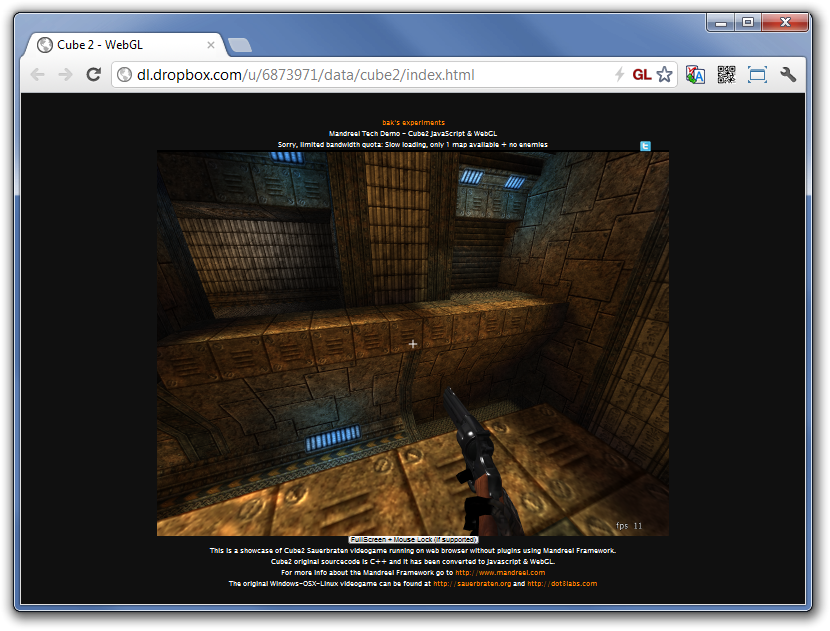 Cube 2 - WebGL
dl.dropbox.com/u/6873971/data/cube2/index.html
GL
bak's experiments
Mandreel Tech Demo - Cube2 JavaScript & WebGL
Sorry, limited bandwidth quota: Slow loading, only 1 map available + no enemies
fps 11
FullScreen + Mouse Lock (if supported)
This is a showcase of Cube2 Sauerbraten videogame running on web browser without plugins using Mandreel Framework.
Cube2 original sourcecode is C++ and it has been converted to Javascript & WebGL.
For more info about the Mandreel Framework go to http://www.mandreel.com
The original Windows-OSX-Linux videogame can be found at http://sauerbraten.org and http://dot3labs.com